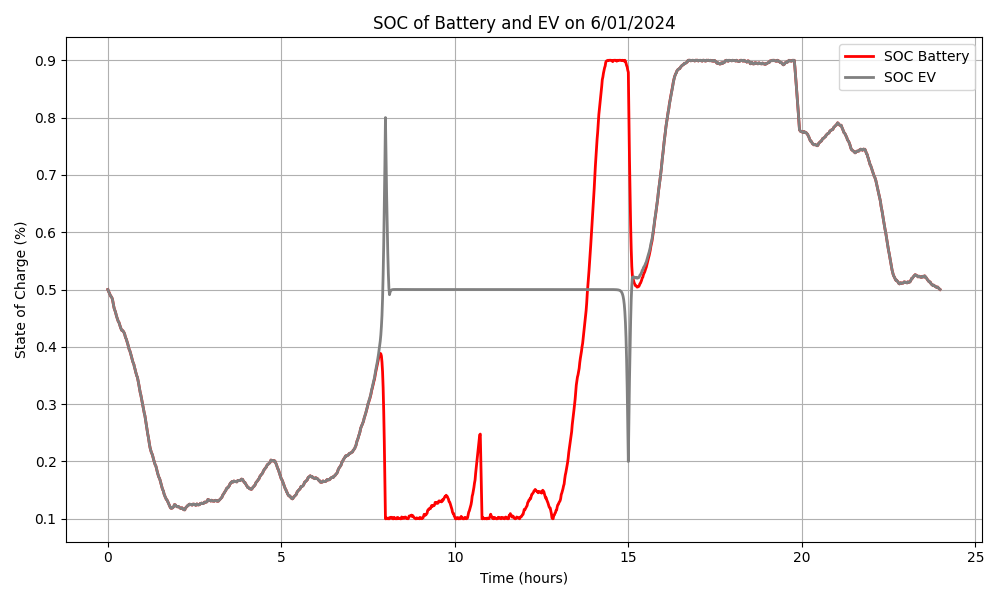 SOC of Battery and EV on 6/01/2024
SOC Battery
SOC EV
State of Charge (%)
0.9
0.8
0.7
0.6
0.5
0.4
0.3
0.2
0.1
0 5 10 15 20 25
Time (hours)